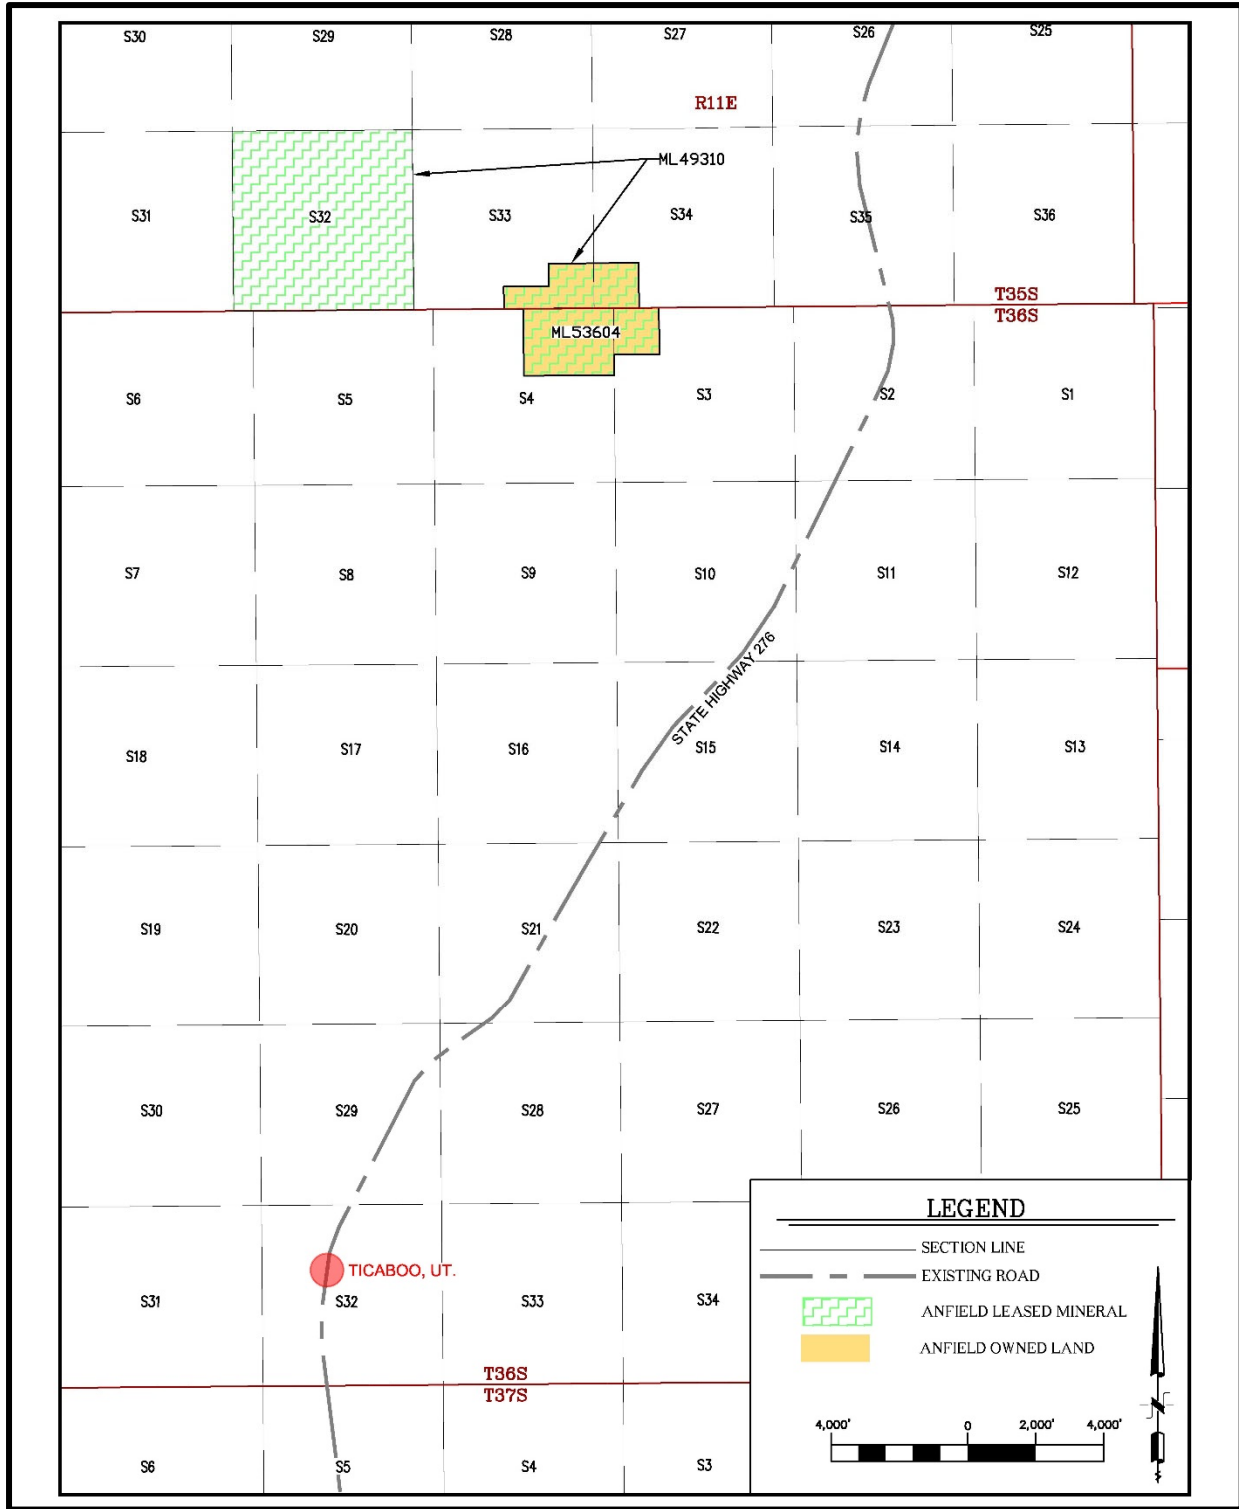 S30 S29 S28 S27 S26 S25
R11E
ML49310
S31 S32 S33 S34 S35 S36
T35S
T36S
ML53604
S6 S5 S4 S3 S2 S1
S7 S8 S9 S10 S11 S12
STATE HIGHWAY 276
S18 S17 S16 S15 S14 S13
S19 S20 S21 S22 S23 S24
S30 S29 S28 S27 S26 S25
TICABOO, UT.
S31 S32 S33 S34
T36S
T37S
S6 S5 S4 S3
LEGEND
SECTION LINE
EXISTING ROAD
ANFIELD LEASED MINERAL
ANFIELD OWNED LAND
4,000' 0 2,000' 4,000'
N
S